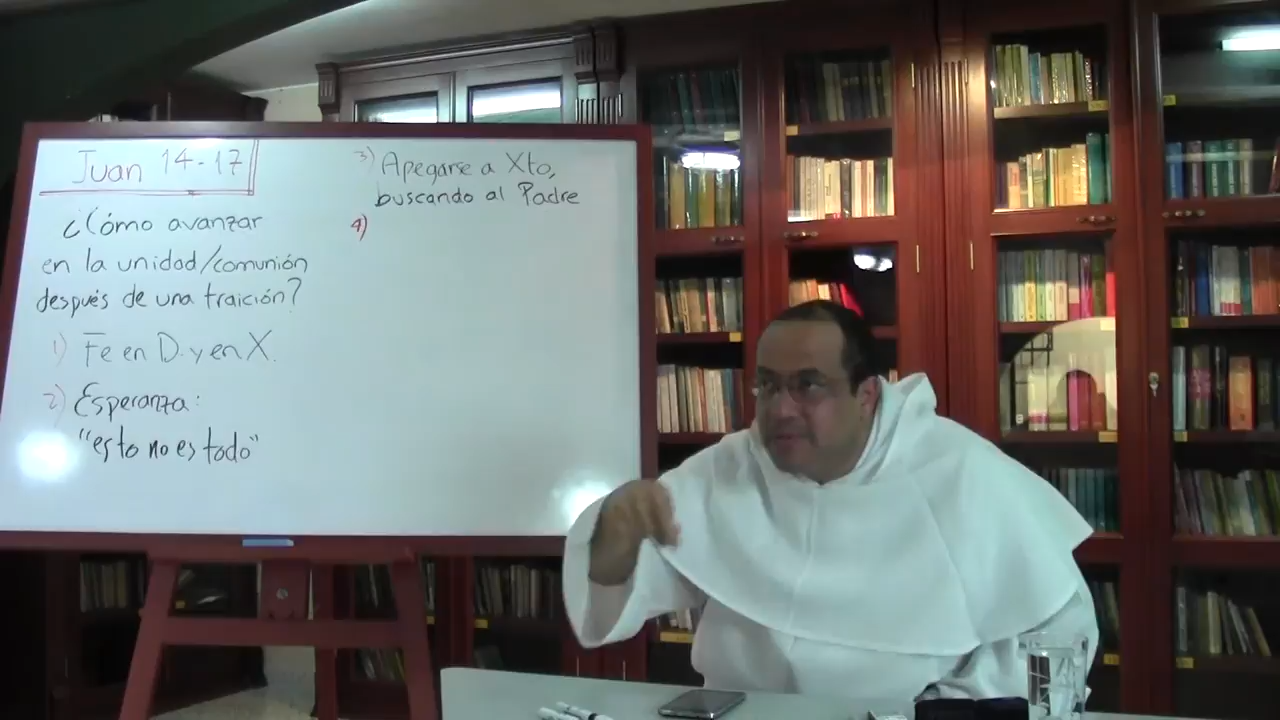 Juan 14-17
¿Cómo avanzar
en la unidad/comunión
después de una traición?
1) Fe en D. y en X.
2) Esperanza:
"esto no es todo"
3) Apegarse a Xto,
buscando al Padre
4)